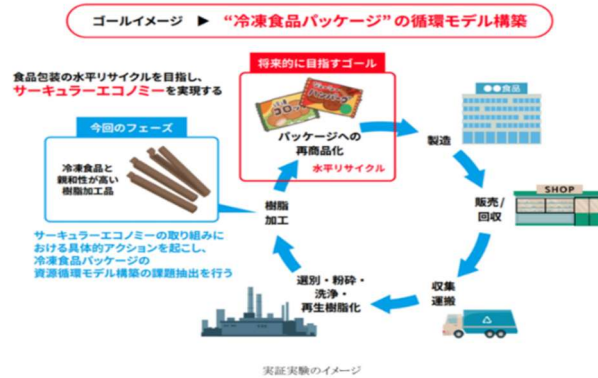 ゴールイメージ ▶ “冷凍食品パッケージ”の循環モデル構築
食品包装の水平リサイクルを目指し、
サーキュラーエコノミーを実現する
将来的に目指すゴール
パッケージへの
再商品化
水平リサイクル
●●食品
製造
SHOP
販売/
回収
収集
運搬
選別・粉砕・
洗浄・
再生樹脂化
樹脂
加工
今回のフェーズ
冷凍食品と
親和性が高い
樹脂加工品
サーキュラーエコノミーの取り組みに
おける具体的アクションを起こし、
冷凍食品パッケージの
資源循環モデル構築の課題抽出を行う
実証実験のイメージ